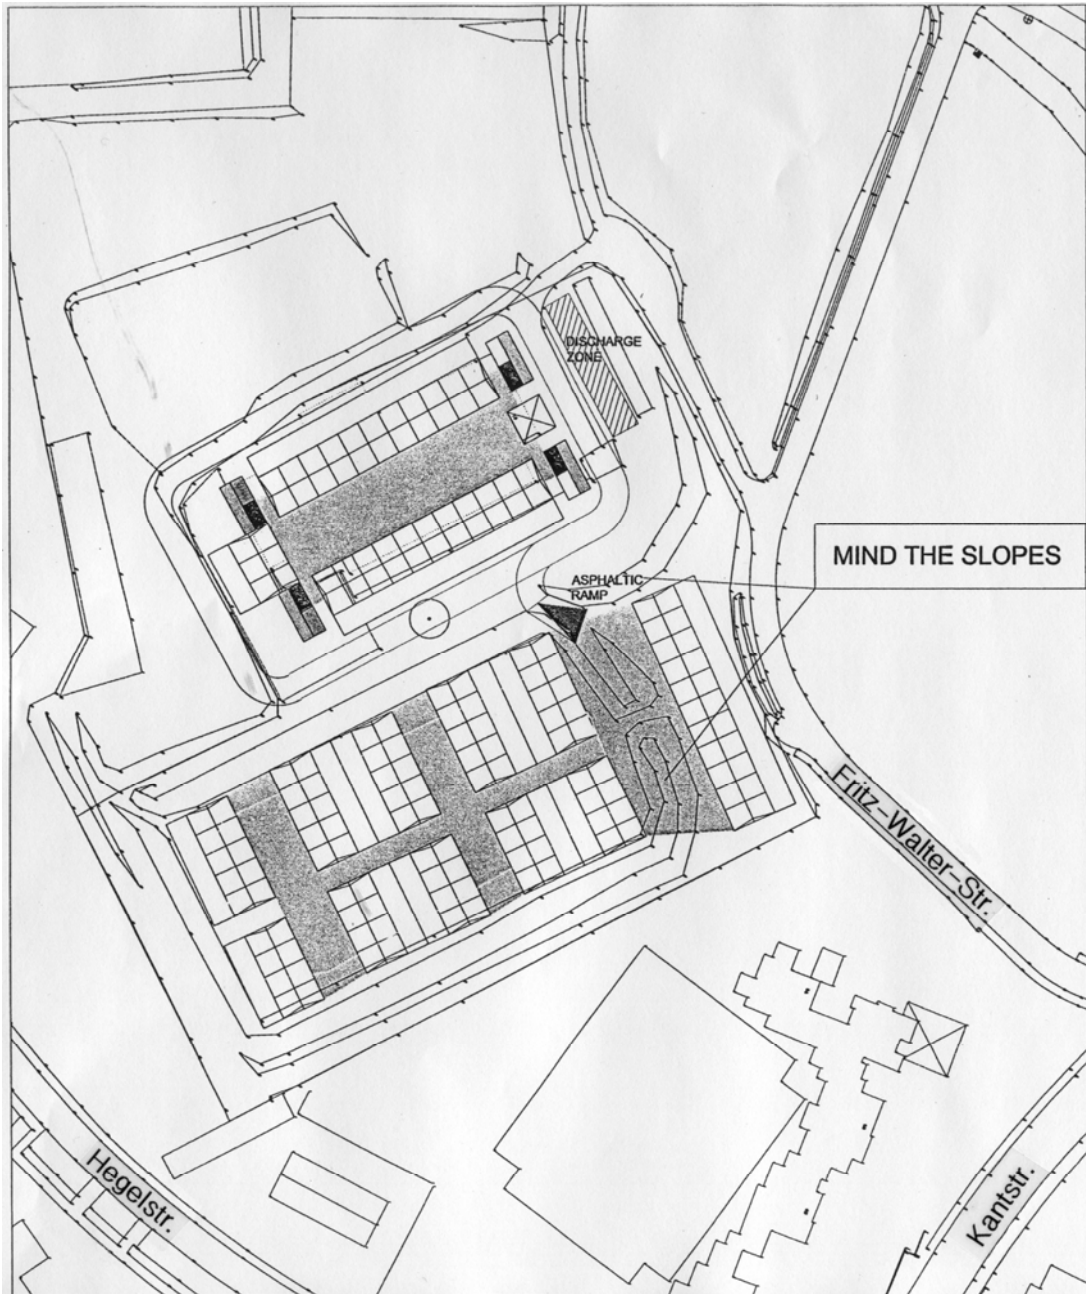 DISCHARGE
ZONE
MIND THE SLOPES
ASPHALTIC
RAMP
Fritz-Walter-Str.
Hegelstr.
Kantstr.